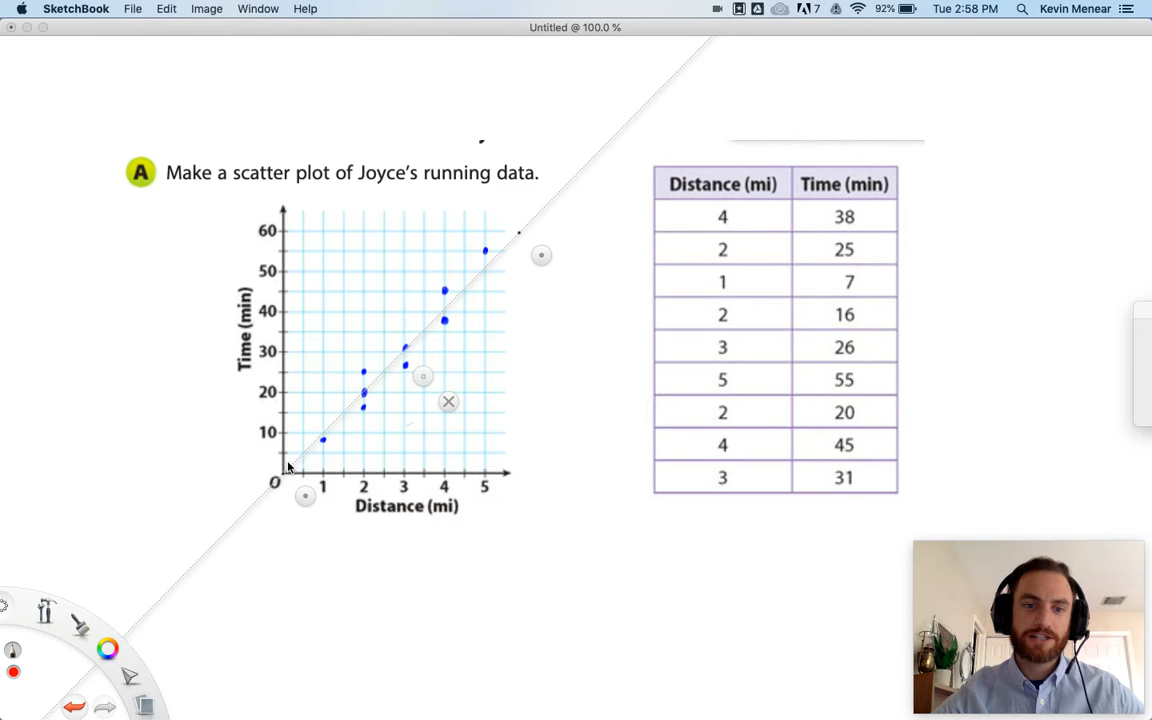 SketchBook File Edit Image Window Help 7 92% Tue 2:58 PM Kevin Menear
Untitled @ 100.0 %
A Make a scatter plot of Joyce's running data.
Time (min)
60
50
40
30
20
10
O 1 2 3 4 5
Distance (mi)
Distance (mi) Time (min)
4 38
2 25
1 7
2 16
3 26
5 55
2 20
4 45
3 31